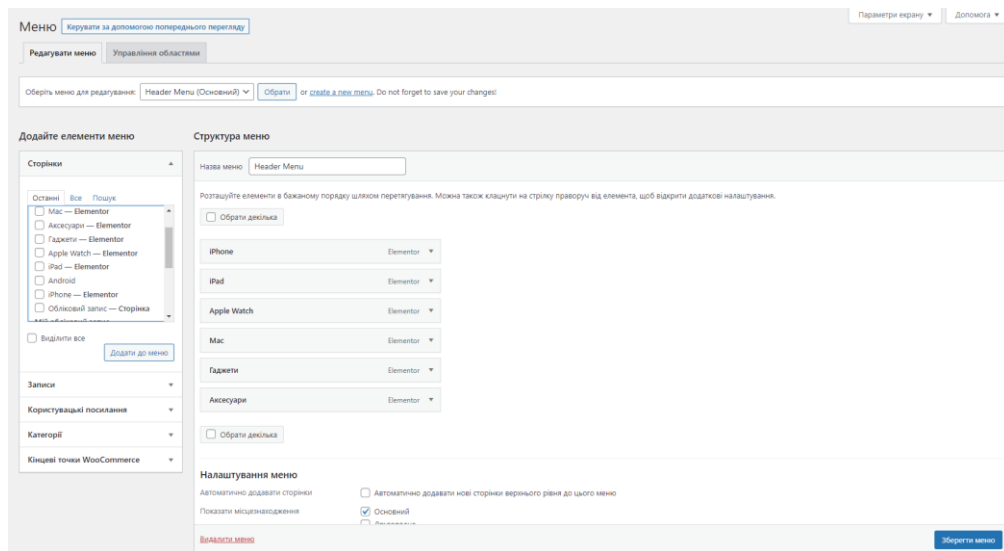 Параметри екрану ▼ Допомога ▼
Меню Керувати за допомогою попереднього перегляду
Редагувати меню Управління областями
Оберіть меню для редагування: Header Menu (Основний) Обрати or create a new menu. Do not forget to save your changes!
Додайте елементи меню
Сторінки
Останні Все Пошук
Mac — Elementor
Аксесуари — Elementor
Гаджети — Elementor
Apple Watch — Elementor
iPad — Elementor
Android
iPhone — Elementor
Обліковий запис — Сторінка
Виділити все
Додати до меню
Записи
Користувацькі посилання
Категорії
Кінцеві точки WooCommerce
Структура меню
Назва меню Header Menu
Розташуйте елементи в бажаному порядку шляхом перетягування. Можна також клацнути на стрілку праворуч від елемента, щоб відкрити додаткові налаштування.
Обрати декілька
iPhone Elementor
iPad Elementor
Apple Watch Elementor
Mac Elementor
Гаджети Elementor
Аксесуари Elementor
Обрати декілька
Налаштування меню
Автоматично додавати сторінки Автоматично додавати нові сторінки верхнього рівня до цього меню
Показати місцезнаходження Основний
Видалити меню Зберегти меню